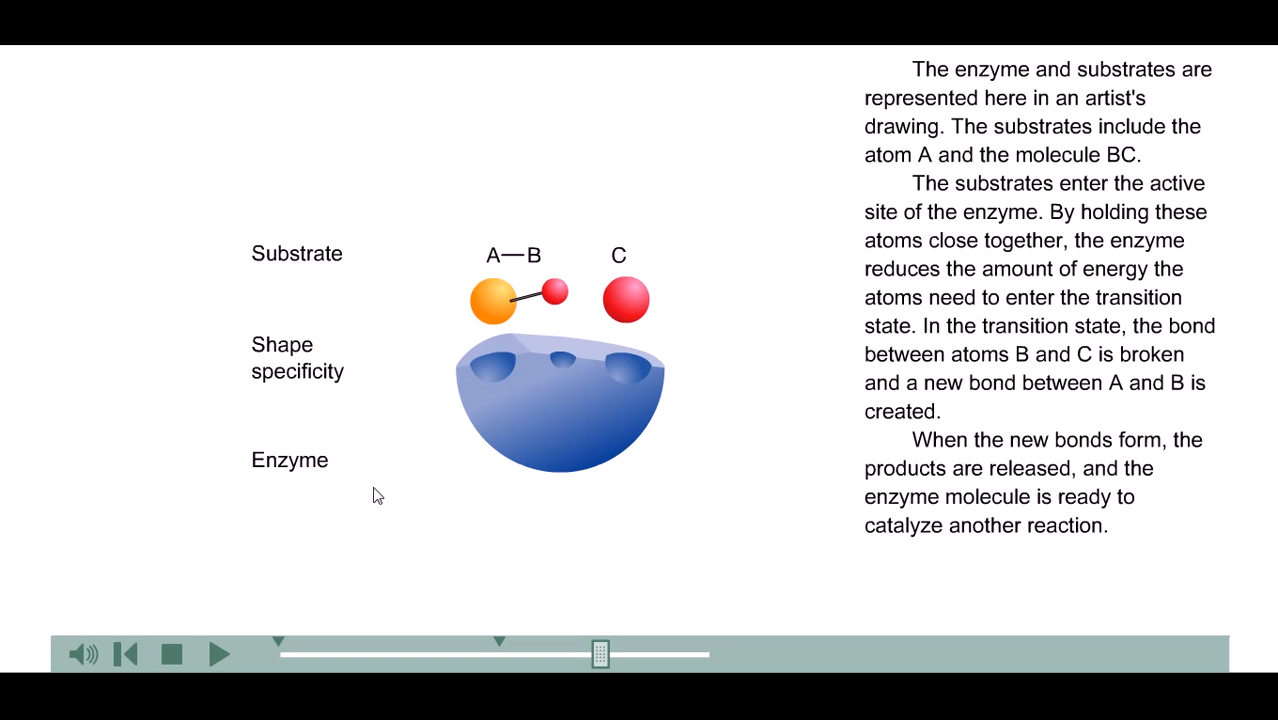 The enzyme and substrates are
represented here in an artist's
drawing. The substrates include the
atom A and the molecule BC.
The substrates enter the active
site of the enzyme. By holding these
atoms close together, the enzyme
reduces the amount of energy the
atoms need to enter the transition
state. In the transition state, the bond
between atoms B and C is broken
and a new bond between A and B is
created.
When the new bonds form, the
products are released, and the
enzyme molecule is ready to
catalyze another reaction.
Substrate
A—B C
Shape
specificity
Enzyme